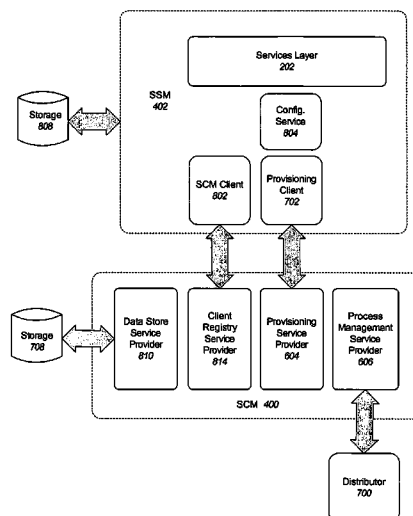 Services Layer
202
SSM
402
Storage
808
Config.
Service
804
SCM Client
802
Provisioning
Client
702
Storage
708
Data Store
Service
Provider
810
Client
Registry
Service
Provider
814
Provisioning
Service
Provider
604
Process
Management
Service
Provider
606
SCM 400
Distributor
700